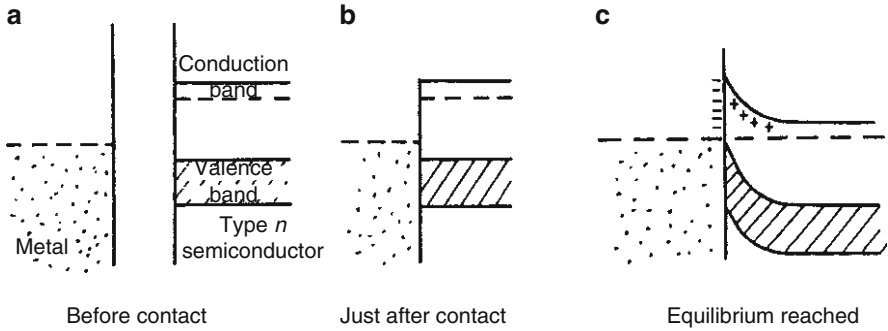 a
b
c
Conduction
band
Valence
band
Metal
Type n
semiconductor
Before contact
Just after contact
Equilibrium reached